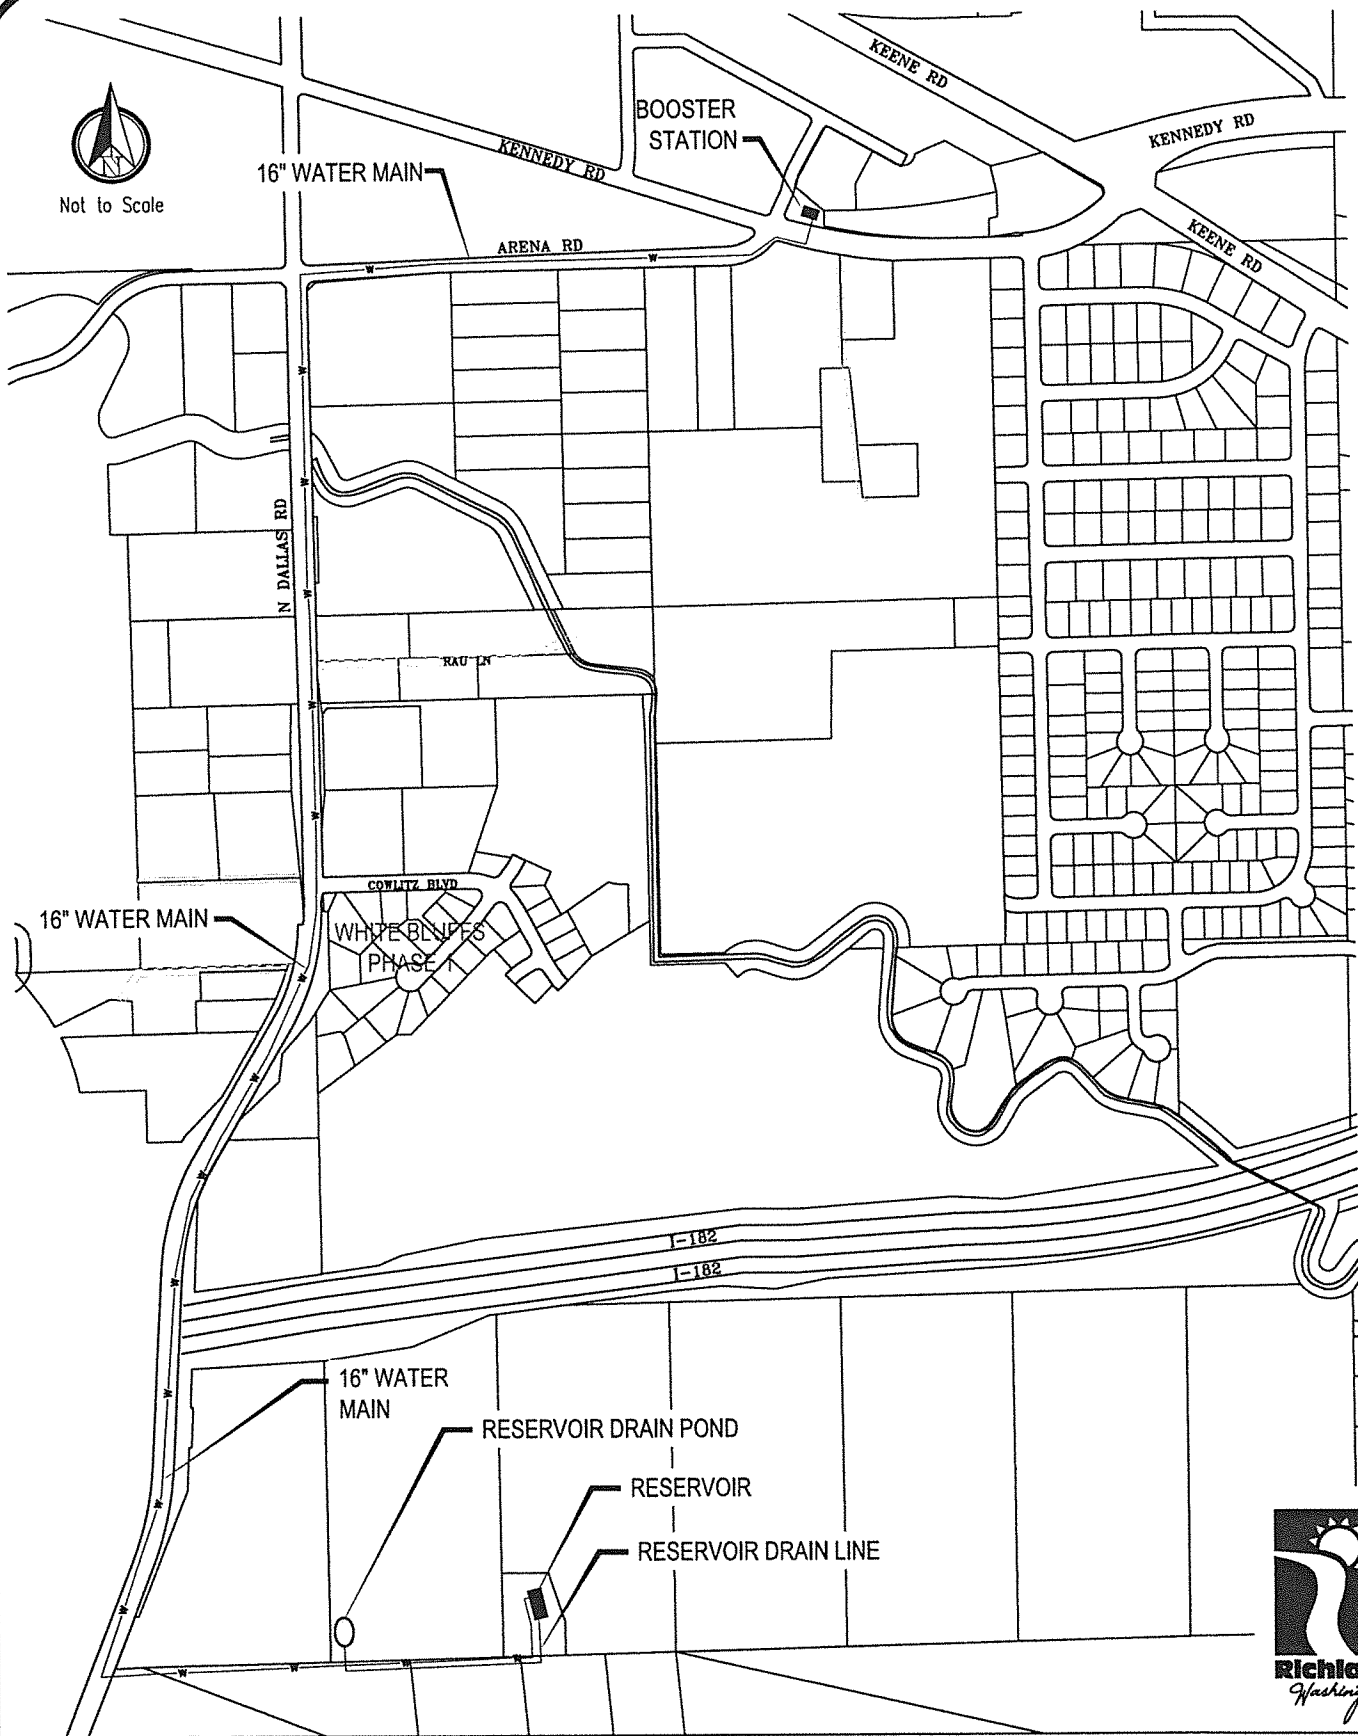 KEENE RD
BOOSTER
STATION
KENNEDY RD
KENNEDY RD
16" WATER MAIN
N
Not to Scale
ARENA RD
KEENE RD
W
W
W
W
N DALLAS RD
W
RAU LN
W
W
COWLITZ BLVD
16" WATER MAIN
WHITE BLUFFS
PHASE 1
W
W
W
I-182
W
I-182
16" WATER
MAIN
W
RESERVOIR DRAIN POND
RESERVOIR
W
RESERVOIR DRAIN LINE
W
W
W
W
W
Richla
Washing